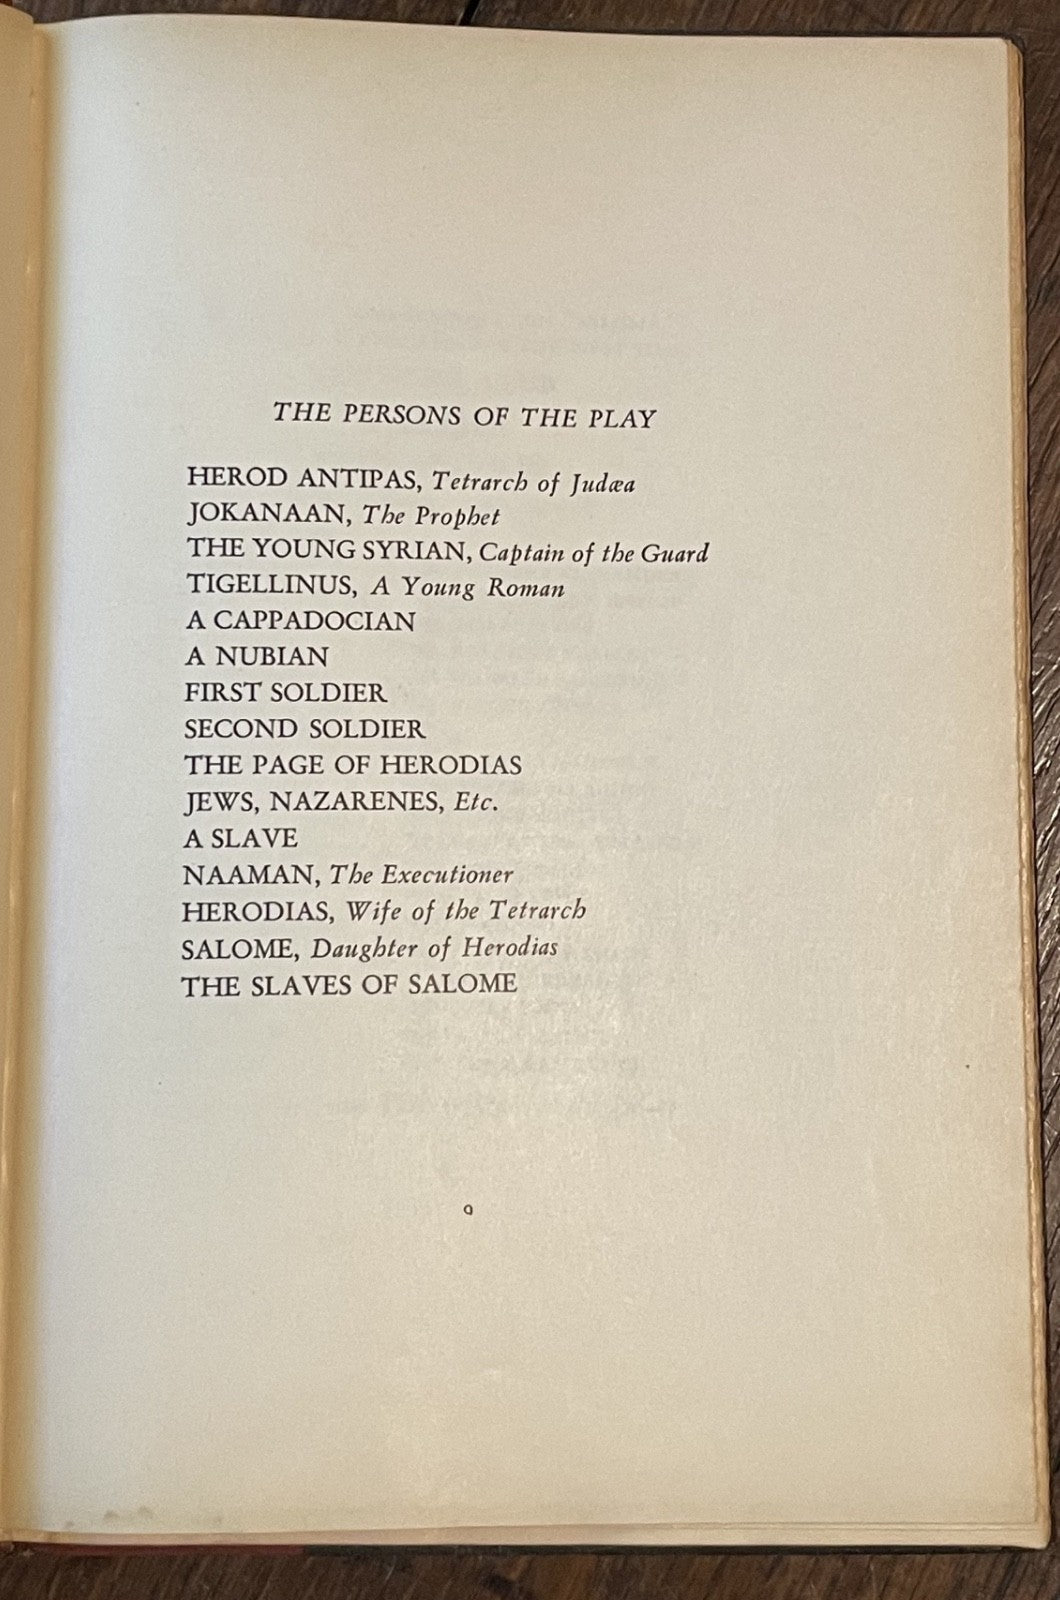 THE PERSONS OF THE PLAY
HEROD ANTIPAS, Tetrarch of Judæa
JOKANAAN, The Prophet
THE YOUNG SYRIAN, Captain of the Guard
TIGELLINUS, A Young Roman
A CAPPADOCIAN
A NUBIAN
FIRST SOLDIER
SECOND SOLDIER
THE PAGE OF HERODIAS
JEWS, NAZARENES, Etc.
A SLAVE
NAAMAN, The Executioner
HERODIAS, Wife of the Tetrarch
SALOME, Daughter of Herodias
THE SLAVES OF SALOME
9